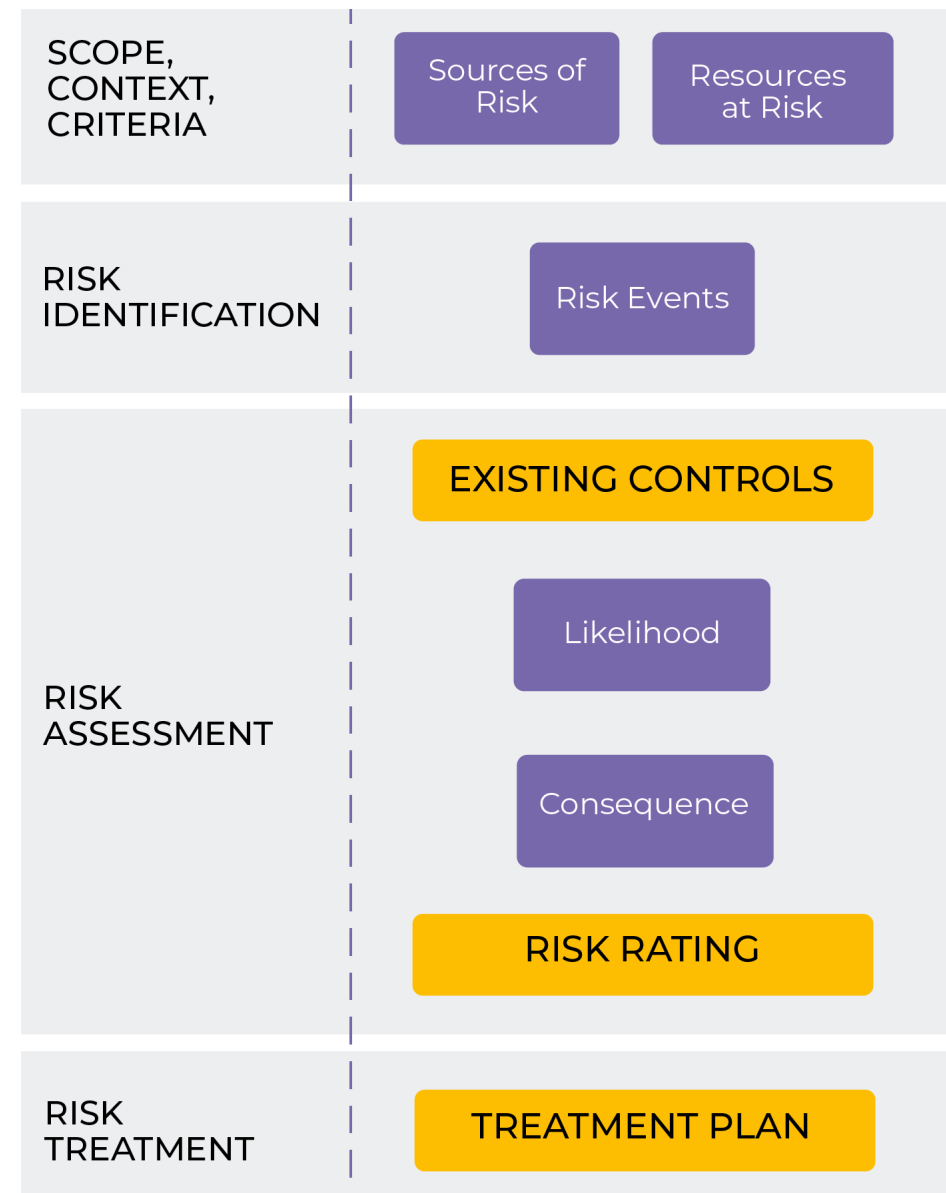 SCOPE,
CONTEXT,
CRITERIA
Sources of
Risk
Resources
at Risk
RISK
IDENTIFICATION
Risk Events
RISK
ASSESSMENT
EXISTING CONTROLS
Likelihood
Consequence
RISK RATING
RISK
TREATMENT
TREATMENT PLAN